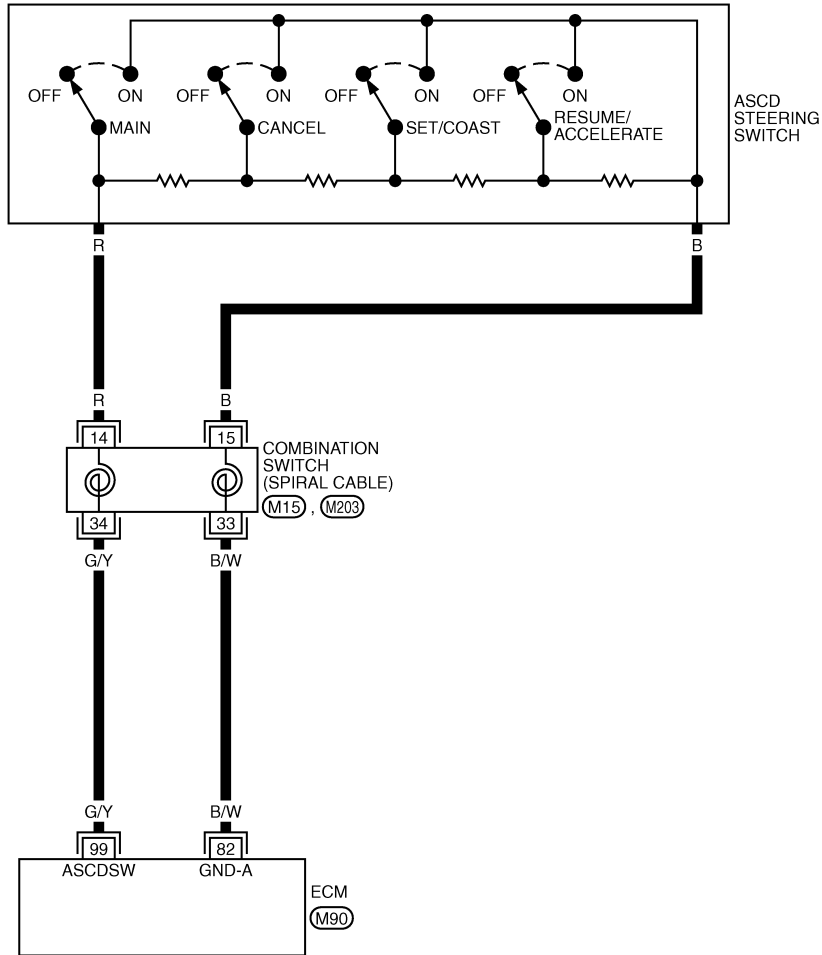 OFF ON OFF ON OFF ON OFF ON
MAIN CANCEL SET/COAST RESUME/
ACCELERATE
ASCD
STEERING
SWITCH
R B
R B
14 15
COMBINATION
SWITCH
(SPIRAL CABLE)
M15 , M203
34 33
G/Y B/W
G/Y B/W
99 82
ASCDSW GND-A
ECM
M90